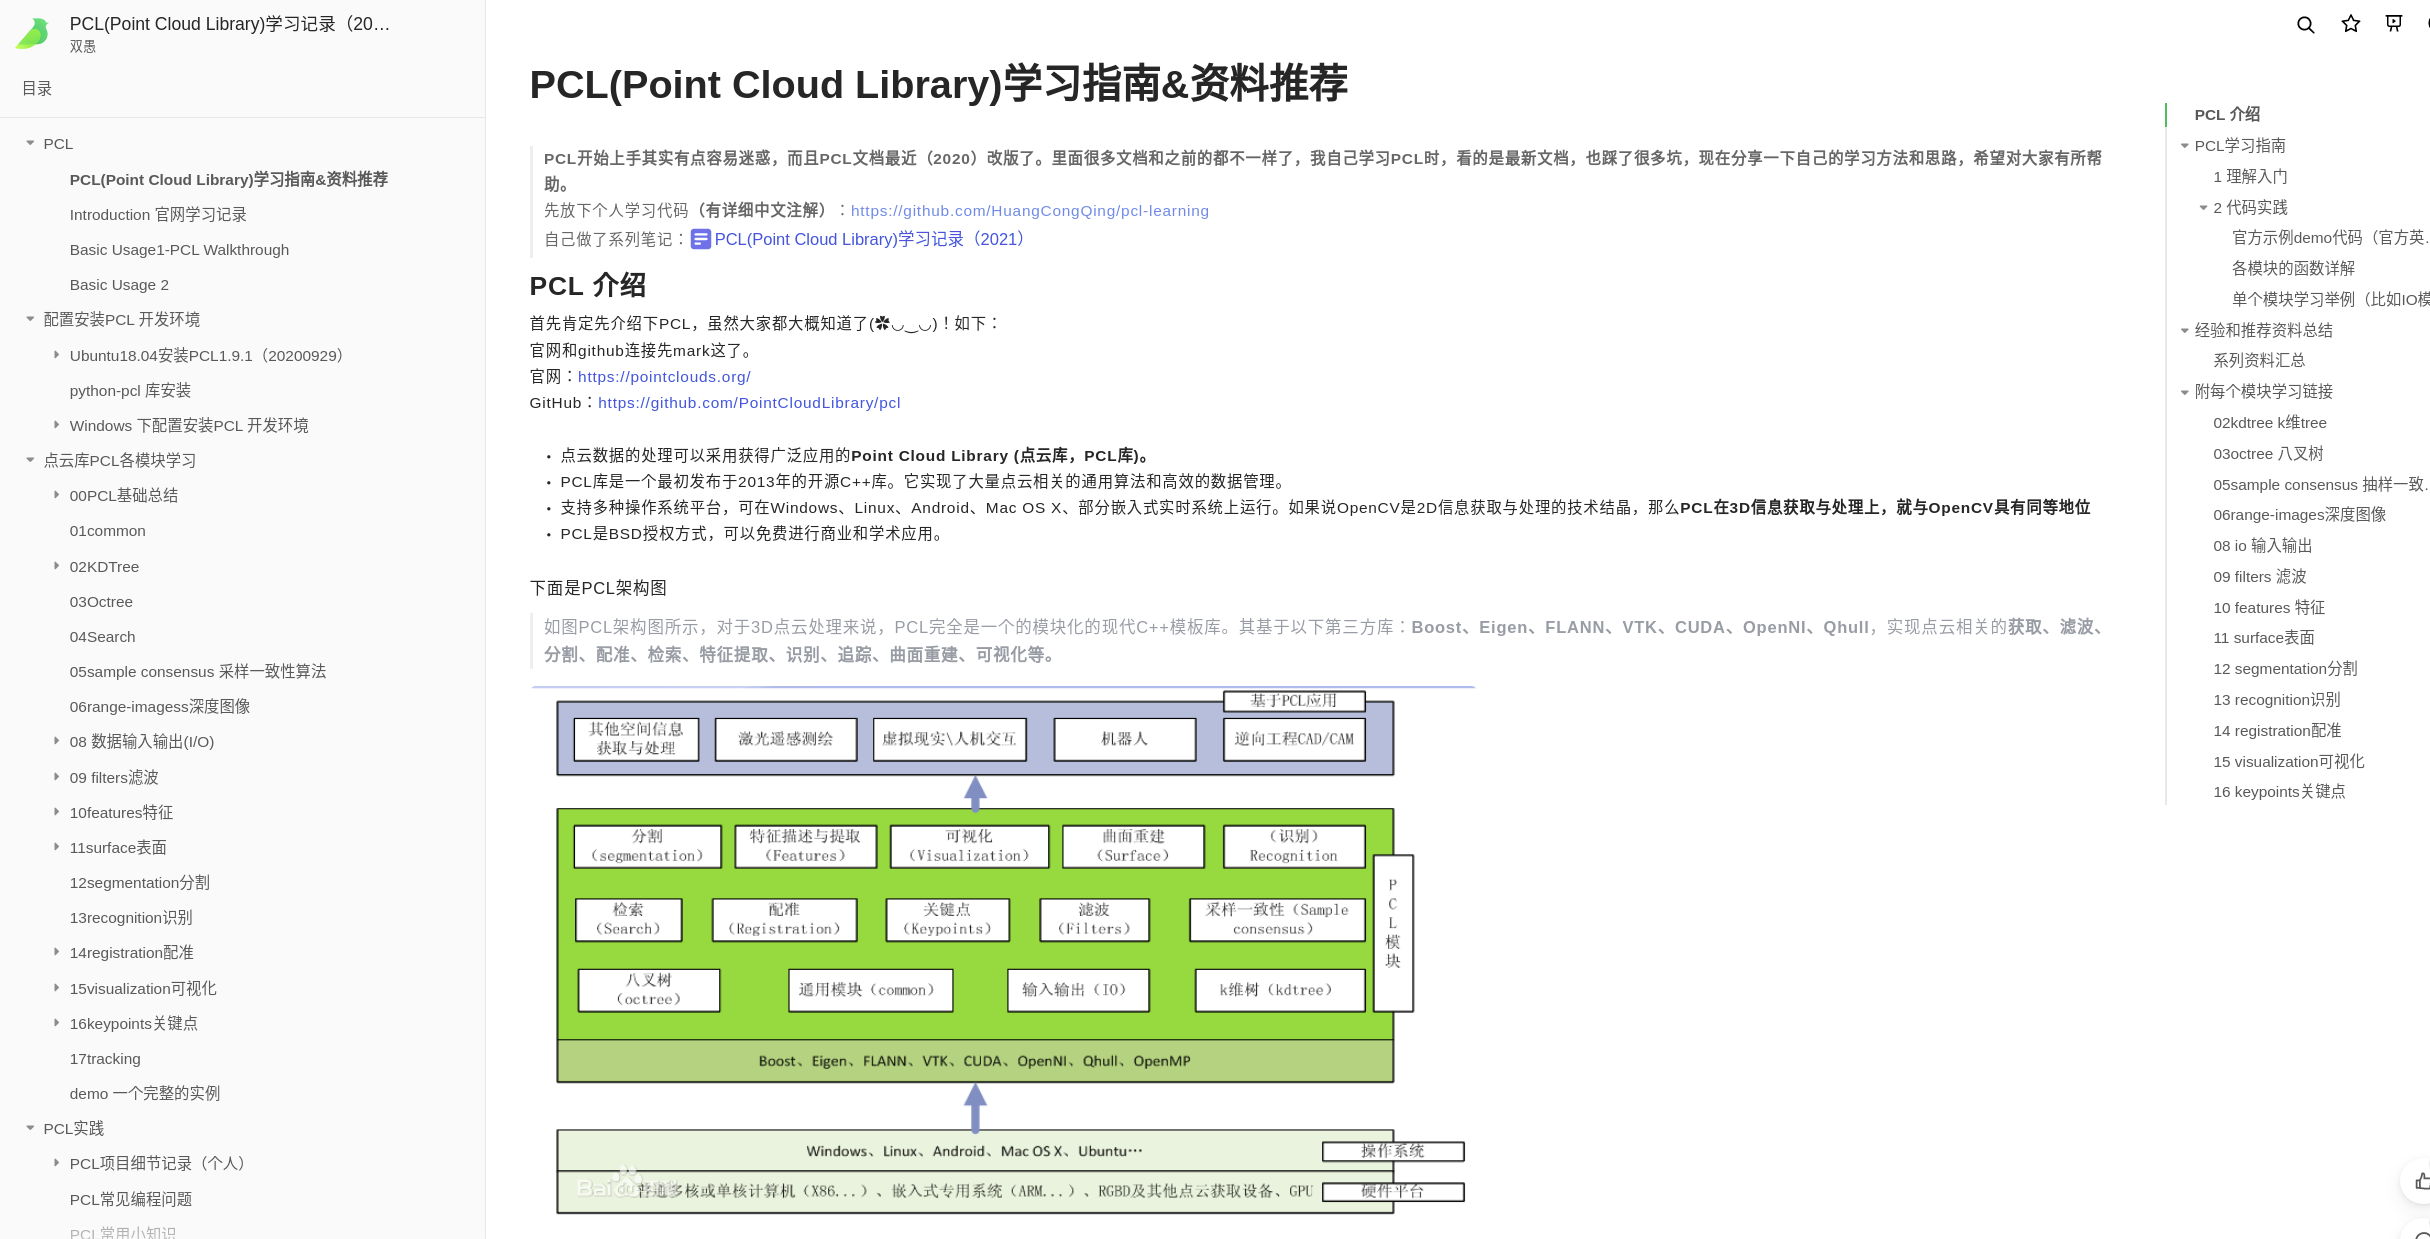 PCL(Point Cloud Library)学习记录（20…
双愚
目录
PCL
PCL(Point Cloud Library)学习指南&资料推荐
Introduction 官网学习记录
Basic Usage1-PCL Walkthrough
Basic Usage 2
配置安装PCL 开发环境
Ubuntu18.04安装PCL1.9.1（20200929）
python-pcl 库安装
Windows 下配置安装PCL 开发环境
点云库PCL各模块学习
00PCL基础总结
01common
02KDTree
03Octree
04Search
05sample consensus 采样一致性算法
06range-imagess深度图像
08 数据输入输出(I/O)
09 filters滤波
10features特征
11surface表面
12segmentation分割
13recognition识别
14registration配准
15visualization可视化
16keypoints关键点
17tracking
demo 一个完整的实例
PCL实践
PCL项目细节记录（个人）
PCL常见编程问题
PCL常用小知识
PCL(Point Cloud Library)学习指南&资料推荐
PCL开始上手其实有点容易迷惑，而且PCL文档最近（2020）改版了。里面很多文档和之前的都不一样了，我自己学习PCL时，看的是最新文档，也踩了很多坑，现在分享一下自己的学习方法和思路，希望对大家有所帮
助。
先放下个人学习代码（有详细中文注解）：https://github.com/HuangCongQing/pcl-learning
自己做了系列笔记：PCL(Point Cloud Library)学习记录（2021）
PCL 介绍
首先肯定先介绍下PCL，虽然大家都大概知道了(✿◡‿◡)！如下：
官网和github连接先mark这了。
官网：https://pointclouds.org/
GitHub：https://github.com/PointCloudLibrary/pcl
• 点云数据的处理可以采用获得广泛应用的Point Cloud Library (点云库，PCL库)。
• PCL库是一个最初发布于2013年的开源C++库。它实现了大量点云相关的通用算法和高效的数据管理。
• 支持多种操作系统平台，可在Windows、Linux、Android、Mac OS X、部分嵌入式实时系统上运行。如果说OpenCV是2D信息获取与处理的技术结晶，那么PCL在3D信息获取与处理上，就与OpenCV具有同等地位
• PCL是BSD授权方式，可以免费进行商业和学术应用。
下面是PCL架构图
如图PCL架构图所示，对于3D点云处理来说，PCL完全是一个的模块化的现代C++模板库。其基于以下第三方库：Boost、Eigen、FLANN、VTK、CUDA、OpenNI、Qhull，实现点云相关的获取、滤波、
分割、配准、检索、特征提取、识别、追踪、曲面重建、可视化等。
基于PCL应用
其他空间信息
获取与处理
激光遥感测绘
虚拟现实\人机交互
机器人
逆向工程CAD/CAM
分割
（segmentation）
特征描述与提取
（Features）
可视化
（Visualization）
曲面重建
（Surface）
（识别）
Recognition
检索
（Search）
配准
（Registration）
关键点
（Keypoints）
滤波
（Filters）
采样一致性（Sample
consensus）
八叉树
（octree）
通用模块（common）
输入输出（IO）
k维树（kdtree）
P
C
L
模
块
Boost、Eigen、FLANN、VTK、CUDA、OpenNI、Qhull、OpenMP
Windows、Linux、Android、Mac OS X、Ubuntu…
操作系统
普通多核或单核计算机（X86...）、嵌入式专用系统（ARM...）、RGBD及其他点云获取设备、GPU
硬件平台
PCL 介绍
PCL学习指南
1 理解入门
2 代码实践
官方示例demo代码（官方英…
各模块的函数详解
单个模块学习举例（比如IO模
经验和推荐资料总结
系列资料汇总
附每个模块学习链接
02kdtree k维tree
03octree 八叉树
05sample consensus 抽样一致…
06range-images深度图像
08 io 输入输出
09 filters 滤波
10 features 特征
11 surface表面
12 segmentation分割
13 recognition识别
14 registration配准
15 visualization可视化
16 keypoints关键点